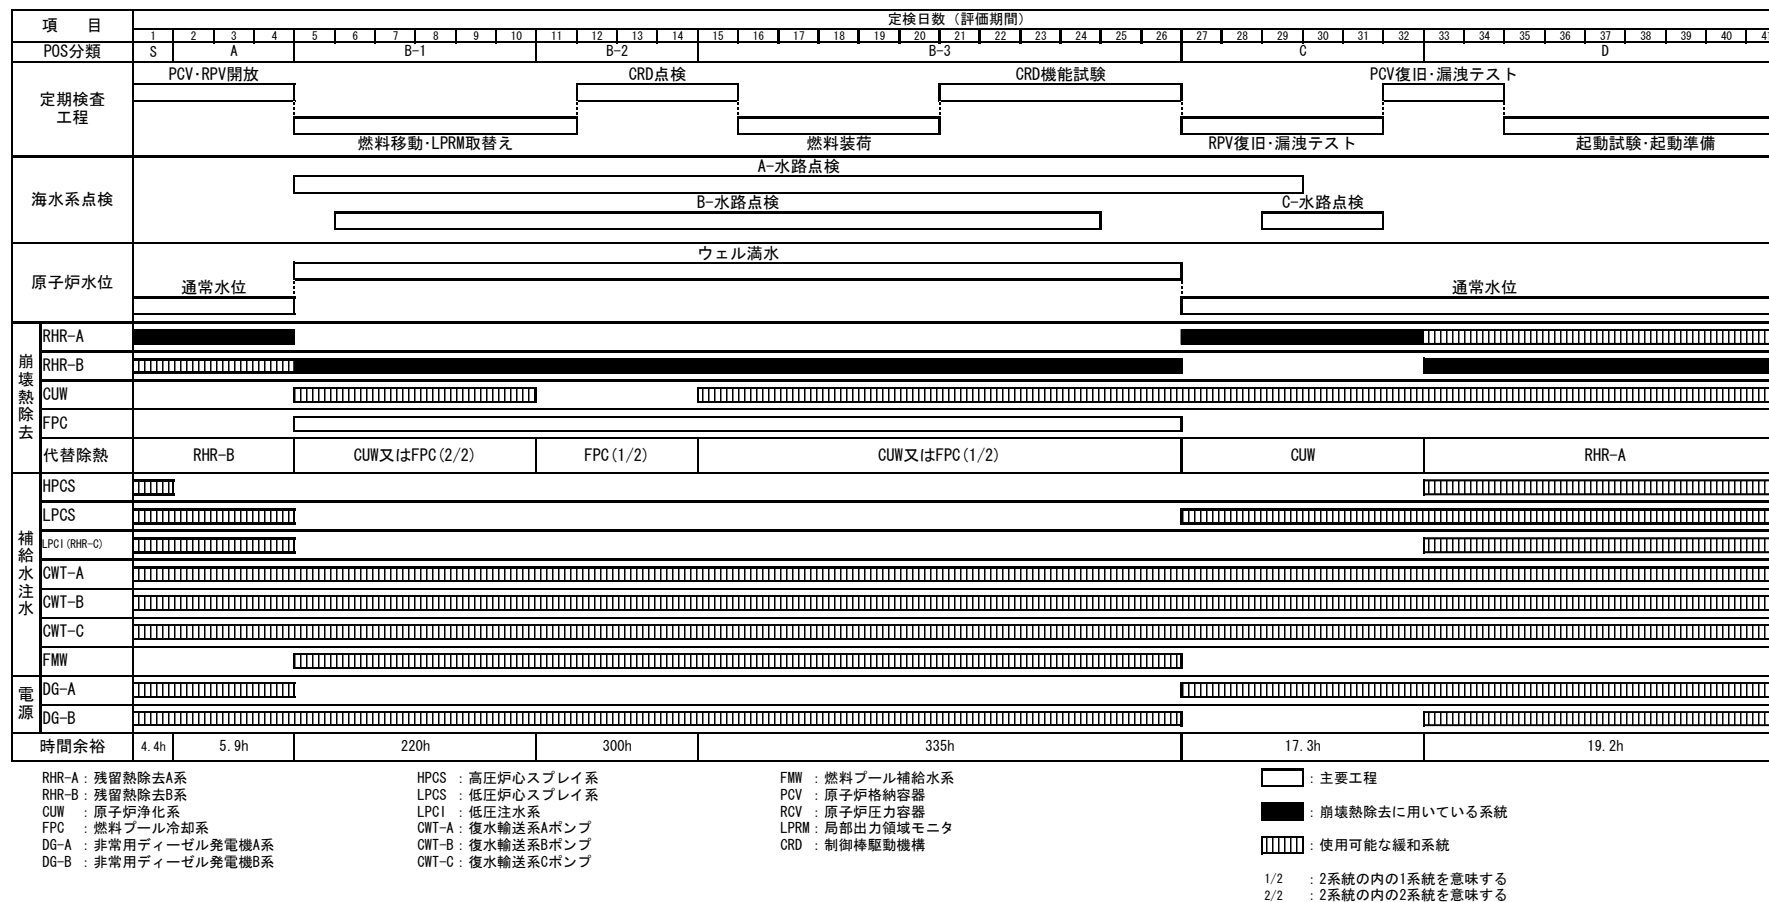 項　目
定検日数（評価期間）
1 2 3 4 5 6 7 8 9 10 11 12 13 14 15 16 17 18 19 20 21 22 23 24 25 26 27 28 29 30 31 32 33 34 35 36 37 38 39 40 41
POS分類 S A B-1 B-2 B-3 C D
定期検査
工程
PCV・RPV開放 CRD点検 CRD機能試験 PCV復旧・漏洩テスト
燃料移動・LPRM取替え 燃料装荷 RPV復旧・漏洩テスト 起動試験・起動準備
海水系点検
A-水路点検
B-水路点検 C-水路点検
原子炉水位
ウェル満水
通常水位 通常水位
崩壊熱除去
RHR-A
RHR-B
CUW
FPC
代替除熱 RHR-B CUW又はFPC(2/2) FPC(1/2) CUW又はFPC(1/2) CUW RHR-A
補給水注水
HPCS
LPCS
LPCI(RHR-C)
CWT-A
CWT-B
CWT-C
FMW
電源
DG-A
DG-B
時間余裕 4.4h 5.9h 220h 300h 335h 17.3h 19.2h
RHR-A：残留熱除去A系
RHR-B：残留熱除去B系
CUW ：原子炉浄化系
FPC ：燃料プール冷却系
DG-A ：非常用ディーゼル発電機A系
DG-B ：非常用ディーゼル発電機B系
HPCS ：高圧炉心スプレイ系
LPCS ：低圧炉心スプレイ系
LPCI ：低圧注水系
CWT-A：復水輸送系Aポンプ
CWT-B：復水輸送系Bポンプ
CWT-C：復水輸送系Cポンプ
FMW ：燃料プール補給水系
PCV ：原子炉格納容器
RCV ：原子炉圧力容器
LPRM：局部出力領域モニタ
CRD ：制御棒駆動機構
：主要工程
：崩壊熱除去に用いている系統
：使用可能な緩和系統
1/2 ：2系統の内の1系統を意味する
2/2 ：2系統の内の2系統を意味する